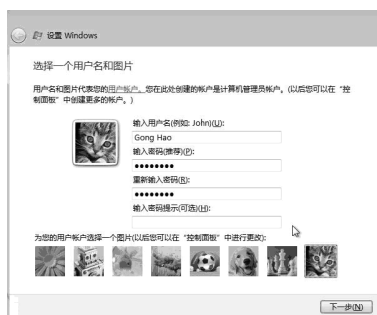 设置 Windows
选择一个用户名和图片
用户名和图片代表您的用户帐户。您在此处创建的帐户是计算机管理员帐户。(以后您可以在“控
制面板”中创建更多的帐户。)
输入用户名(例如: John)(U):
Gong Hao
输入密码(推荐)(P):
●●●●●●●●
重新输入密码(R):
●●●●●●●●
输入密码提示(可选)(H):
为您的用户帐户选择一个图片(以后您可以在“控制面板”中进行更改):
下一步(N)